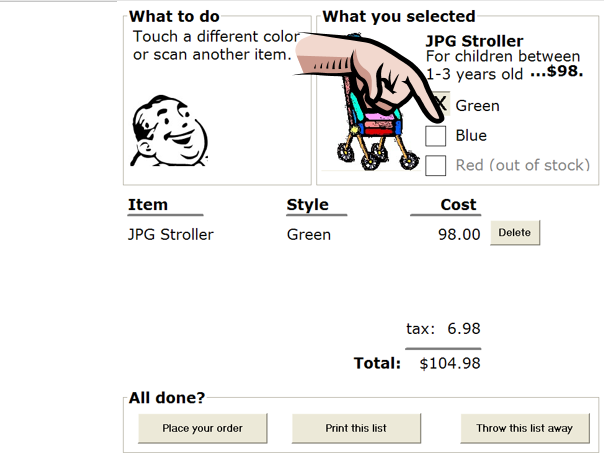 What to do
Touch a different color
or scan another item.
What you selected
JPG Stroller
For children between
1-3 years old ...$98.
X Green
Blue
Red (out of stock)
Item Style Cost
JPG Stroller Green 98.00 Delete
tax: 6.98
Total: $104.98
All done?
Place your order Print this list Throw this list away